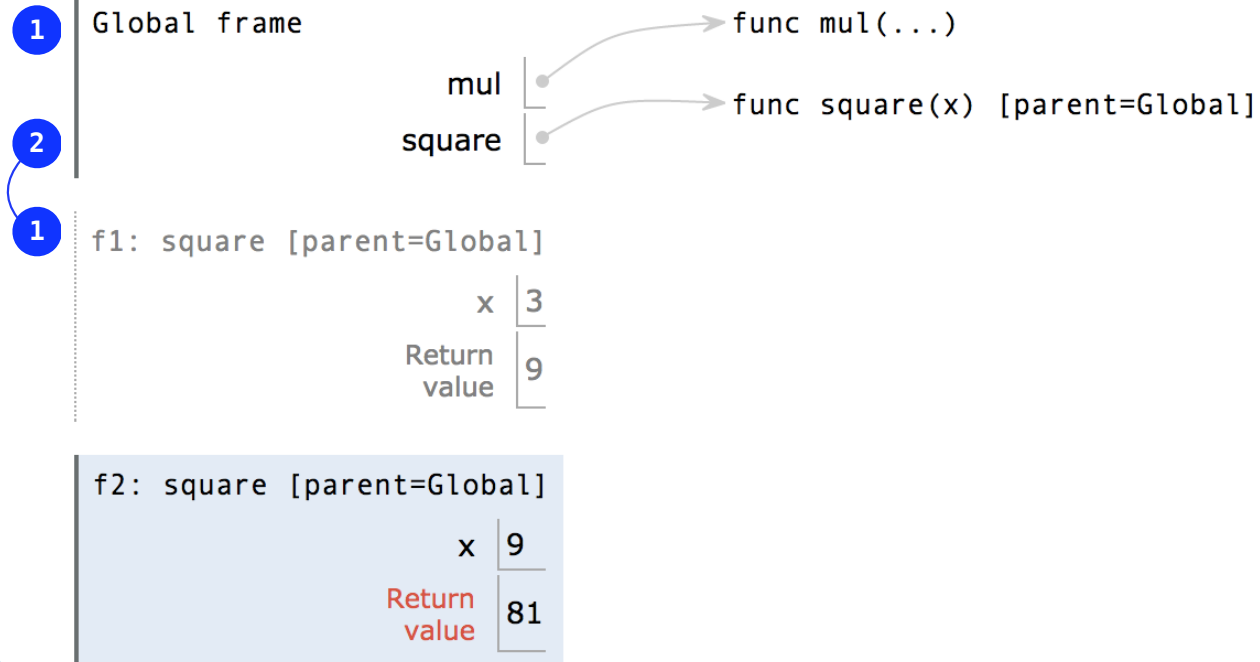 1 Global frame
func mul(...)
mul
func square(x) [parent=Global]
2 square
1 f1: square [parent=Global]
x 3
Return
value 9
f2: square [parent=Global]
x 9
Return
value 81